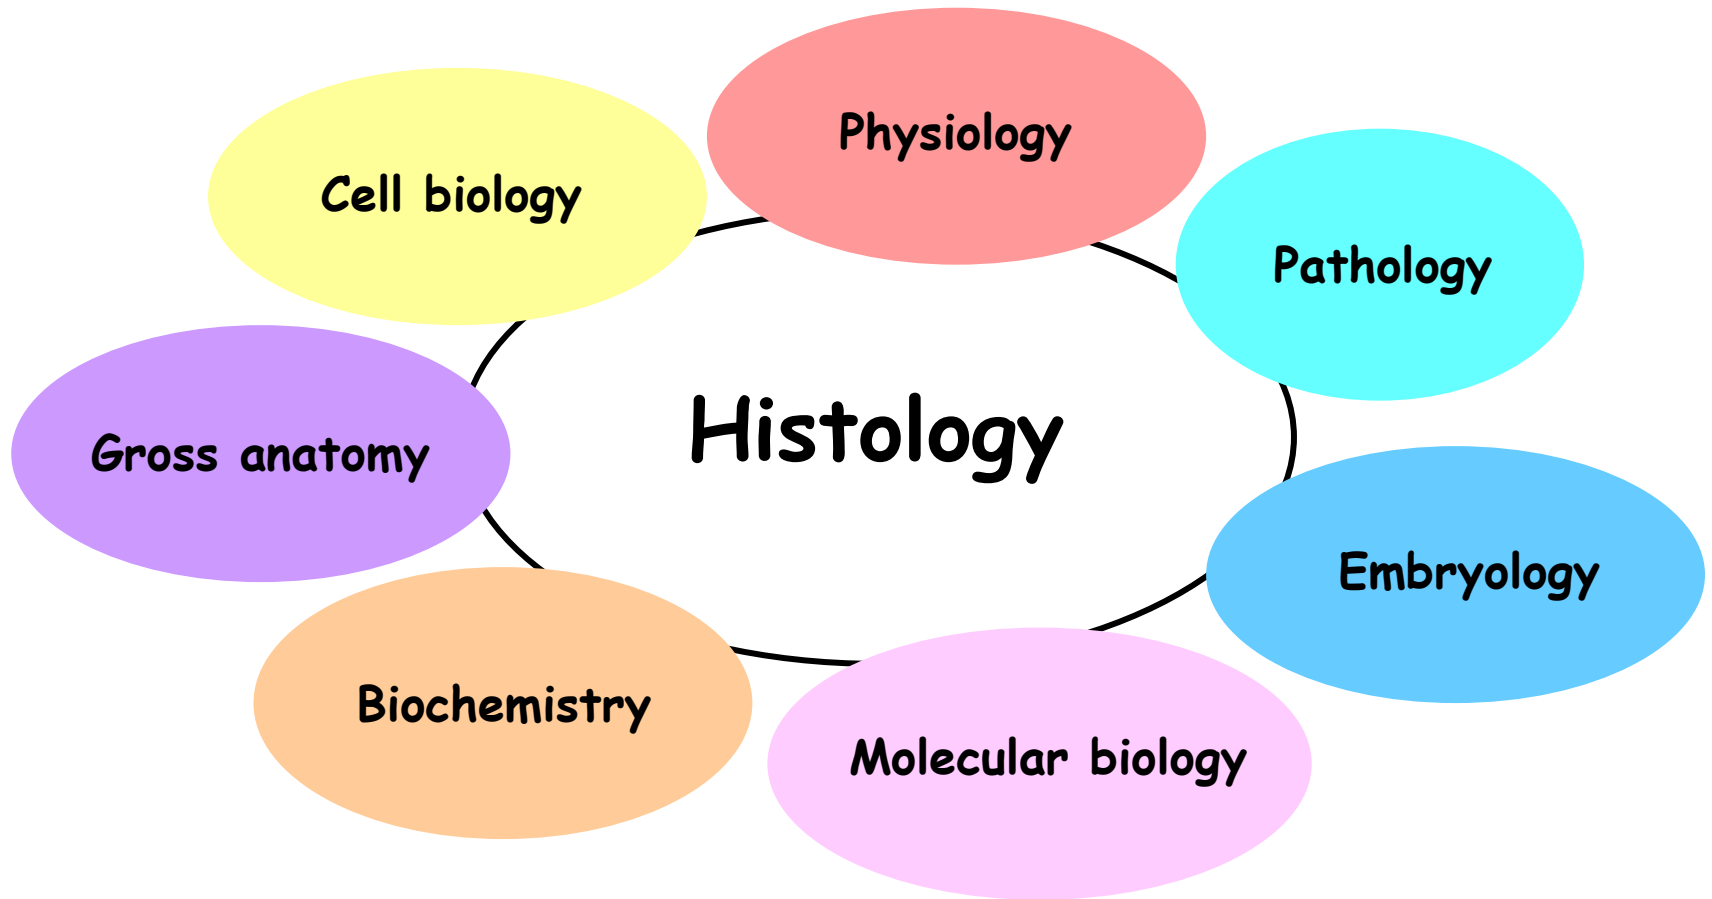 Physiology
Cell biology
Pathology
Histology
Gross anatomy
Embryology
Biochemistry
Molecular biology